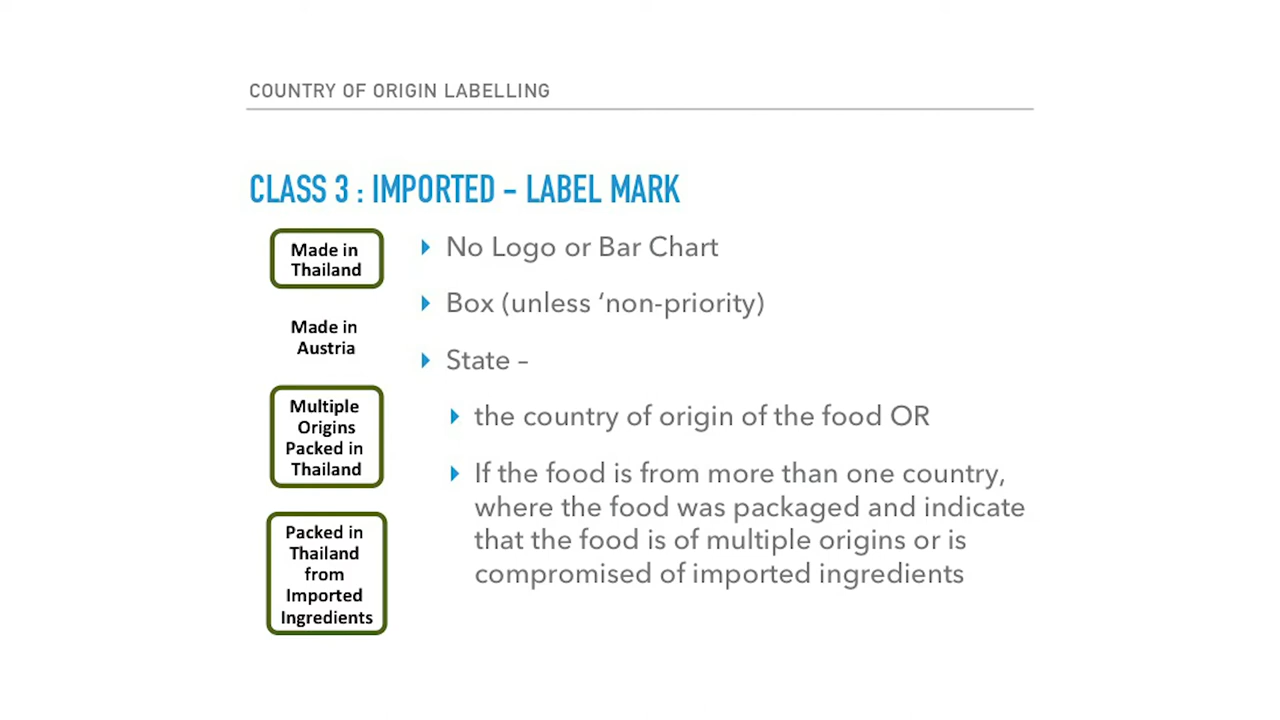 COUNTRY OF ORIGIN LABELLING
CLASS 3 : IMPORTED – LABEL MARK
Made in
Thailand
Made in
Austria
Multiple
Origins
Packed in
Thailand
Packed in
Thailand
from
Imported
Ingredients
No Logo or Bar Chart
Box (unless ‘non-priority)
State –
the country of origin of the food OR
If the food is from more than one country,
where the food was packaged and indicate
that the food is of multiple origins or is
compromised of imported ingredients